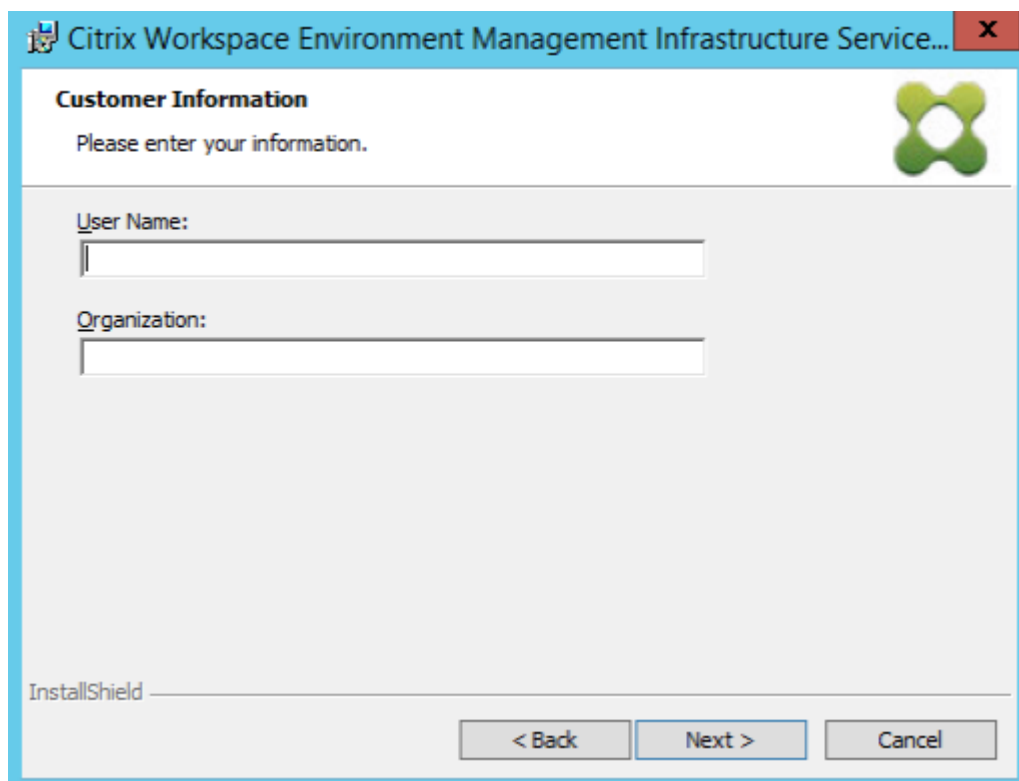 Citrix Workspace Environment Management Infrastructure Service...
x
Customer Information
Please enter your information.
User Name:
Organization:
InstallShield
< Back
Next >
Cancel